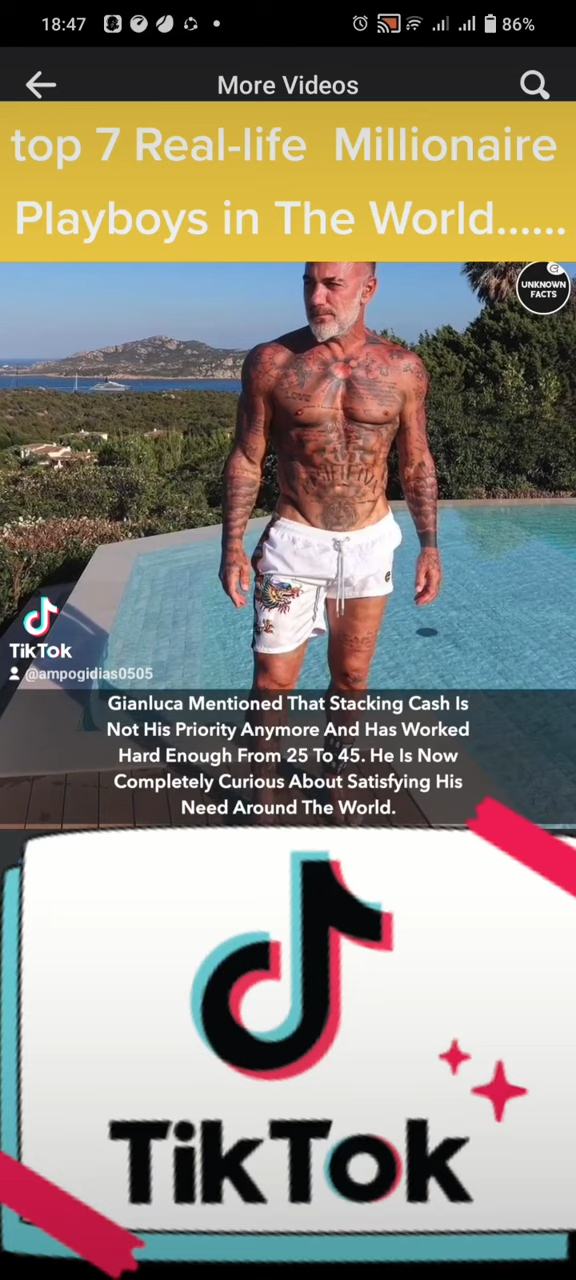 18:47
86%
More Videos
top 7 Real-life Millionaire
Playboys in The World......
UNKNOWN
FACTS
TikTok
@ampogidias0505
Gianluca Mentioned That Stacking Cash Is
Not His Priority Anymore And Has Worked
Hard Enough From 25 To 45. He Is Now
Completely Curious About Satisfying His
Need Around The World.
TikTok